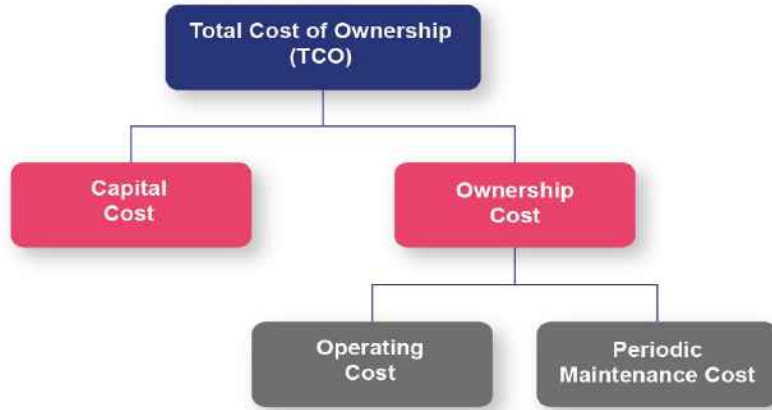 Total Cost of Ownership
(TCO)
Capital
Cost
Ownership
Cost
Operating
Cost
Periodic
Maintenance Cost